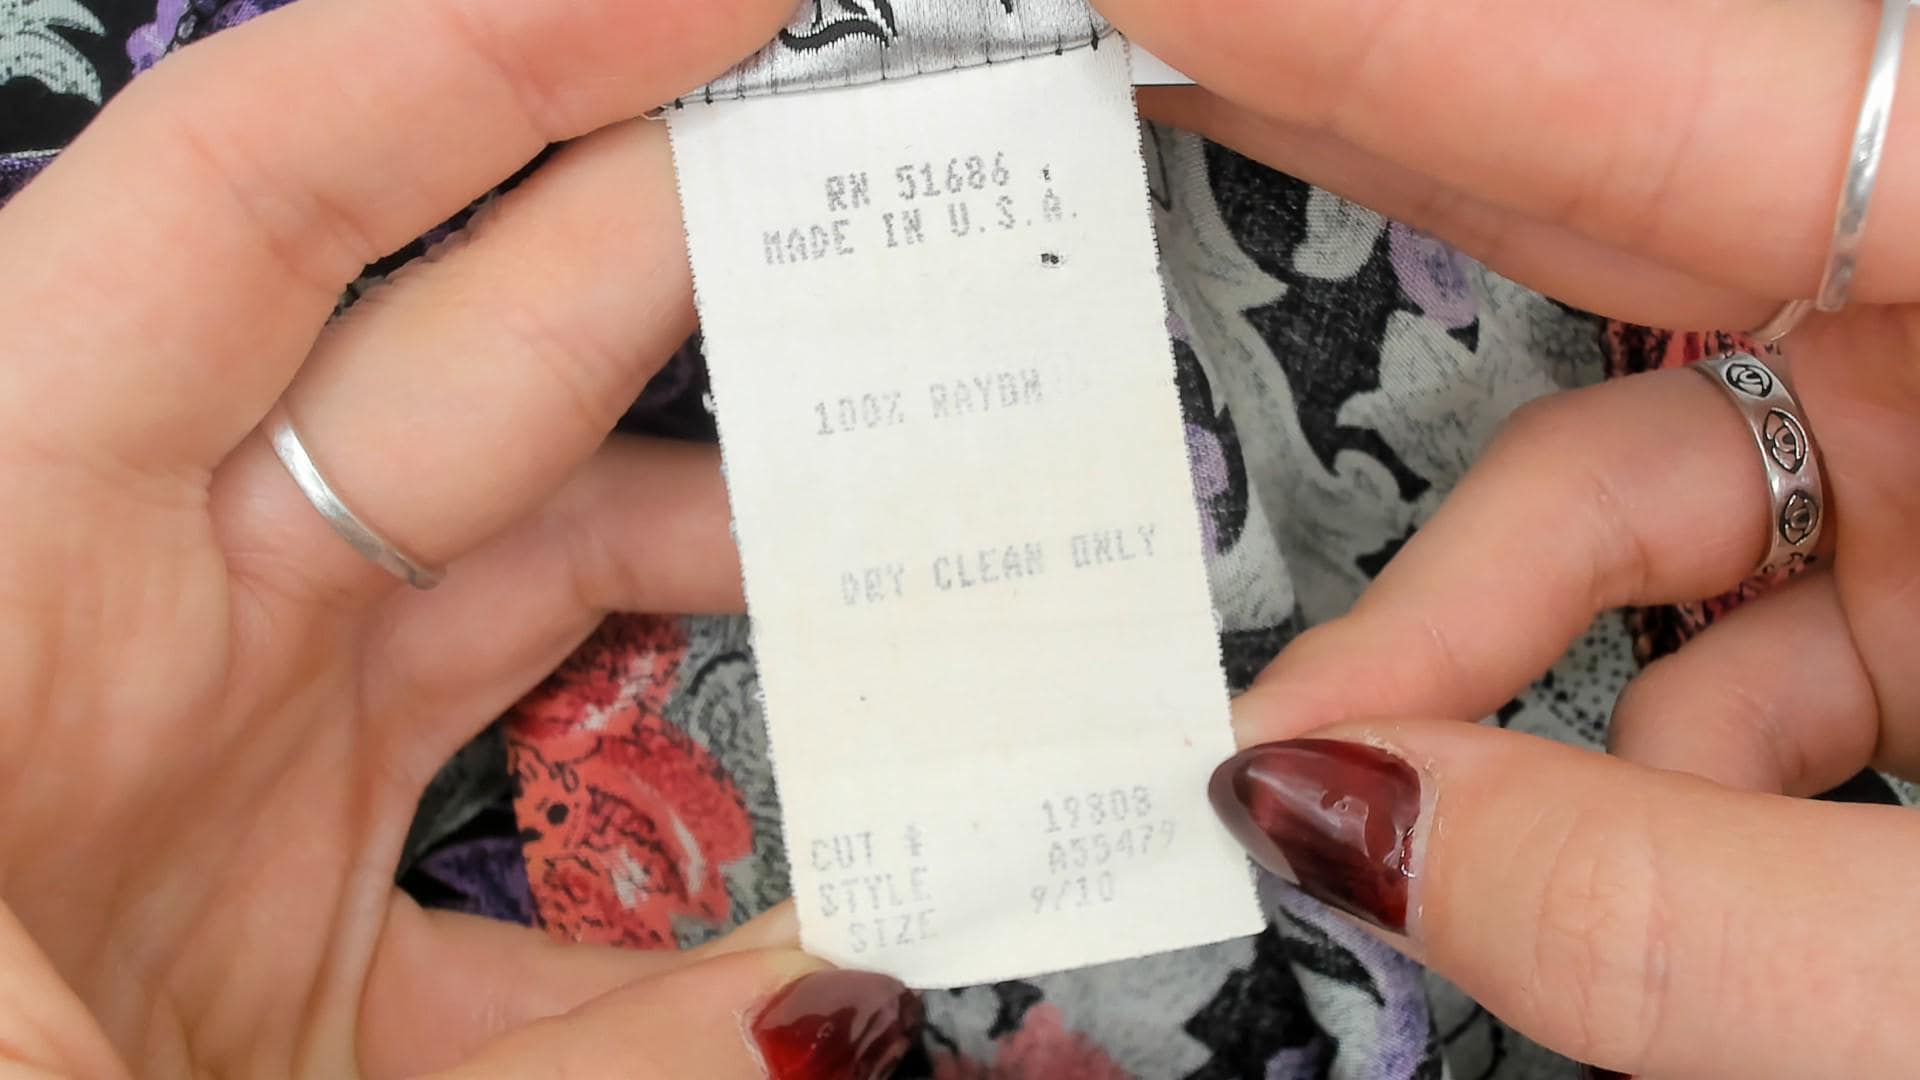 RN 51686
MADE IN U.S.A.
100% RAYON
DRY CLEAN ONLY
CUT # 19808
STYLE A55479
SIZE 9/10